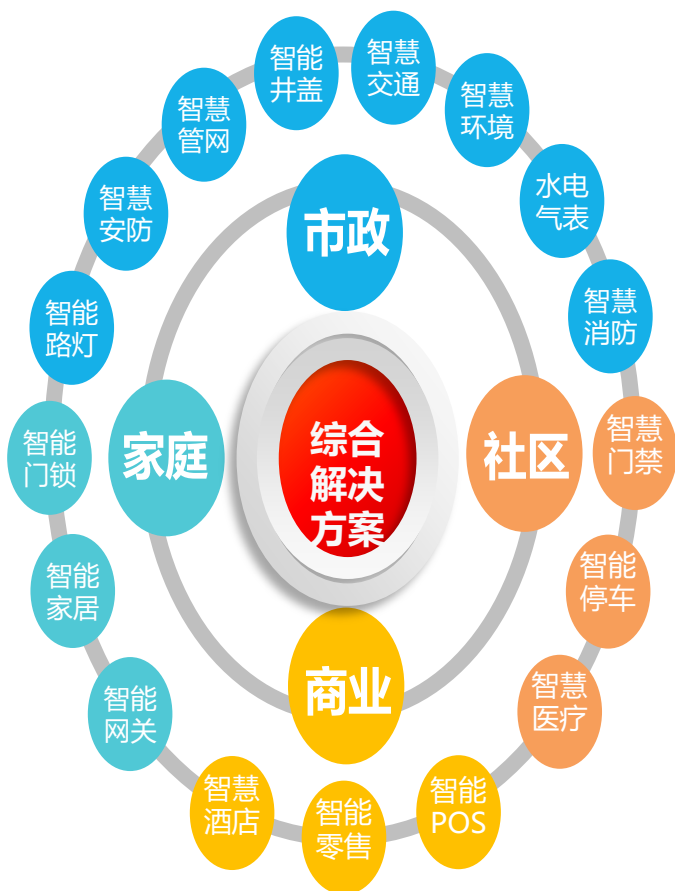 智能
井盖
智慧
交通
智慧
管网
智慧
环境
水电
气表
智慧
安防
市政
智慧
消防
智能
路灯
综合
解决
方案
家庭
社区
智能
门锁
智慧
门禁
智能
家居
智能
停车
商业
智慧
医疗
智能
网关
智慧
酒店
智能
零售
智能
POS